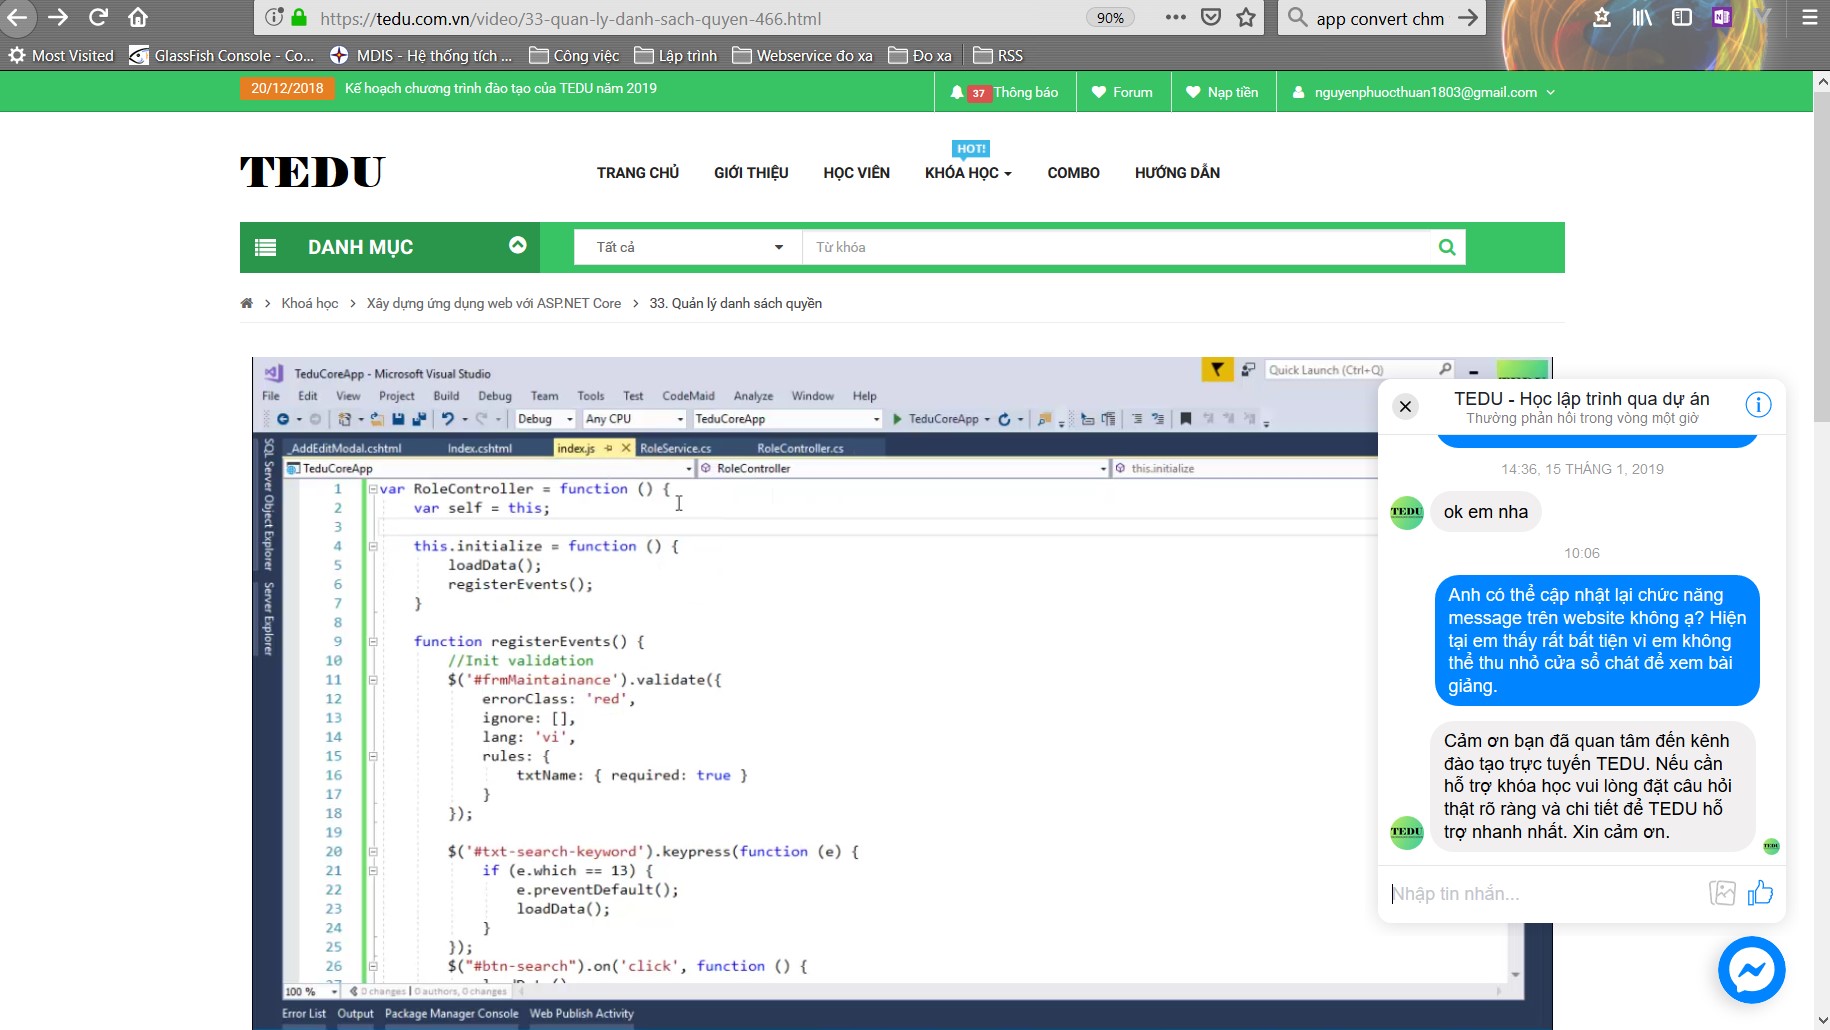 https://tedu.com.vn/video/33-quan-ly-danh-sach-quyen-466.html
90%
app convert chm
Most Visited
GlassFish Console - Co...
MDIS - Hệ thống tích ...
Công việc
Lập trình
Webservice đo xa
Đo xa
RSS
20/12/2018
Kế hoạch chương trình đào tạo của TEDU năm 2019
37
Thông báo
Forum
Nạp tiền
nguyenphuocthuan1803@gmail.com
TEDU
TRANG CHỦ
GIỚI THIỆU
HỌC VIÊN
HOT!
KHÓA HỌC
COMBO
HƯỚNG DẪN
DANH MỤC
Tất cả
Từ khóa
Khoá học > Xây dựng ứng dụng web với ASP.NET Core > 33. Quản lý danh sách quyền
TeduCoreApp - Microsoft Visual Studio
Quick Launch (Ctrl+Q)
File Edit View Project Build Debug Team Tools Test CodeMaid Analyze Window Help
Debug
Any CPU
TeduCoreApp
TeduCoreApp
SQL Server Object Explorer
Server Explorer
_AddEditModal.cshtml
Index.cshtml
index.js
RoleService.cs
RoleController.cs
TeduCoreApp
RoleController
this.initialize
1 var RoleController = function () {
2 var self = this;
3
4 this.initialize = function () {
5 loadData();
6 registerEvents();
7 }
8
9 function registerEvents() {
10 //Init validation
11 $('#frmMaintainance').validate({
12 errorClass: 'red',
13 ignore: [],
14 lang: 'vi',
15 rules: {
16 txtName: { required: true }
17 }
18 });
19
20 $('#txt-search-keyword').keypress(function (e) {
21 if (e.which == 13) {
22 e.preventDefault();
23 loadData();
24 }
25 });
26 $("#btn-search").on('click', function () {
100 %
0 changes | 0 authors, 0 changes
Error List Output Package Manager Console Web Publish Activity
TEDU - Học lập trình qua dự án
Thường phản hồi trong vòng một giờ
14:36, 15 THÁNG 1, 2019
TEDU
ok em nha
10:06
Anh có thể cập nhật lại chức năng
message trên website không ạ? Hiện
tại em thấy rất bất tiện vi em không
thể thu nhỏ cửa sổ chát để xem bài
giảng.
Cảm ơn bạn đã quan tâm đến kênh
đào tạo trực tuyến TEDU. Nếu cần
hỗ trợ khóa học vui lòng đặt câu hỏi
thật rõ ràng và chi tiết để TEDU hỗ
trợ nhanh nhất. Xin cảm ơn.
TEDU
Nhập tin nhắn...